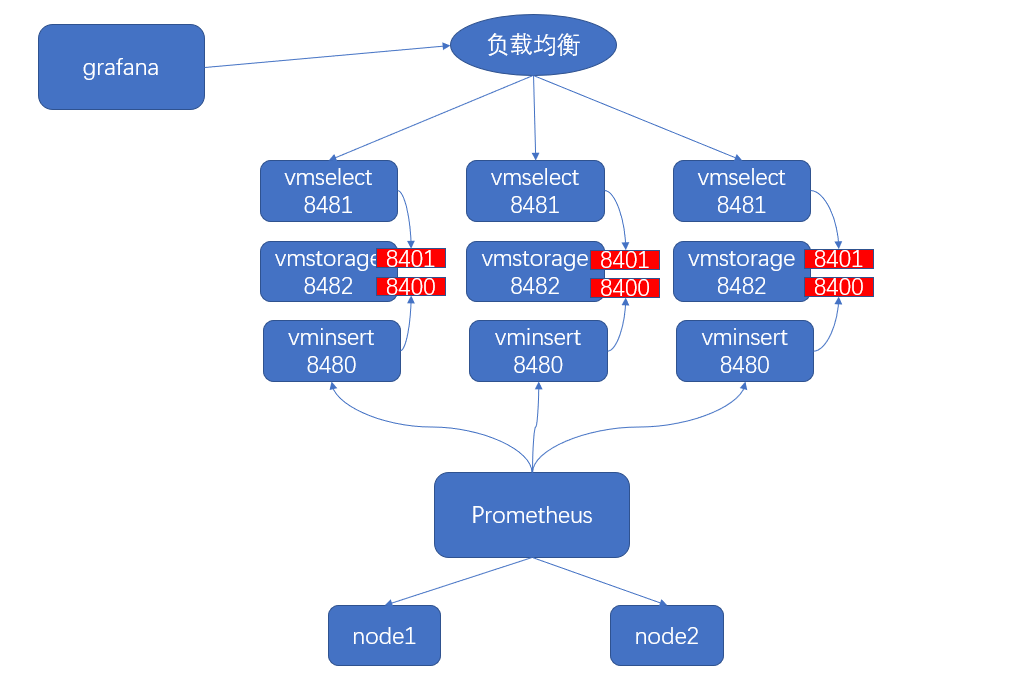 grafana
负载均衡
vmselect
8481
vmselect
8481
vmselect
8481
vmstorage
8482
8401
8400
vmstorage
8482
8401
8400
vmstorage
8482
8401
8400
vminsert
8480
vminsert
8480
vminsert
8480
Prometheus
node1
node2